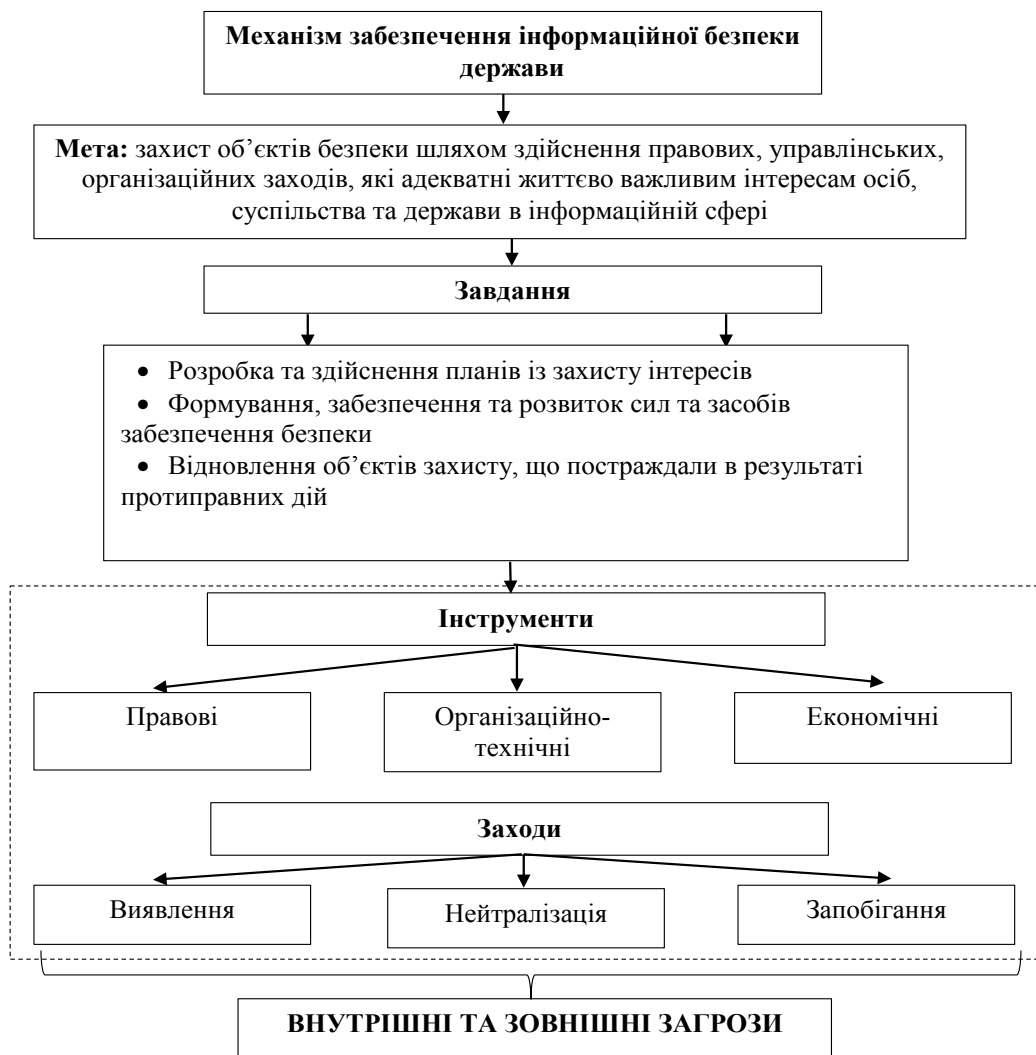 Механізм забезпечення інформаційної безпеки
держави
Мета: захист об’єктів безпеки шляхом здійснення правових, управлінських,
організаційних заходів, які адекватні життєво важливим інтересам осіб,
суспільства та держави в інформаційній сфері
Завдання
• Розробка та здійснення планів із захисту інтересів
• Формування, забезпечення та розвиток сил та засобів
забезпечення безпеки
• Відновлення об’єктів захисту, що постраждали в результаті
протиправних дій
Інструменти
Правові
Організаційно-
технічні
Економічні
Заходи
Виявлення
Нейтралізація
Запобігання
ВНУТРІШНІ ТА ЗОВНІШНІ ЗАГРОЗИ